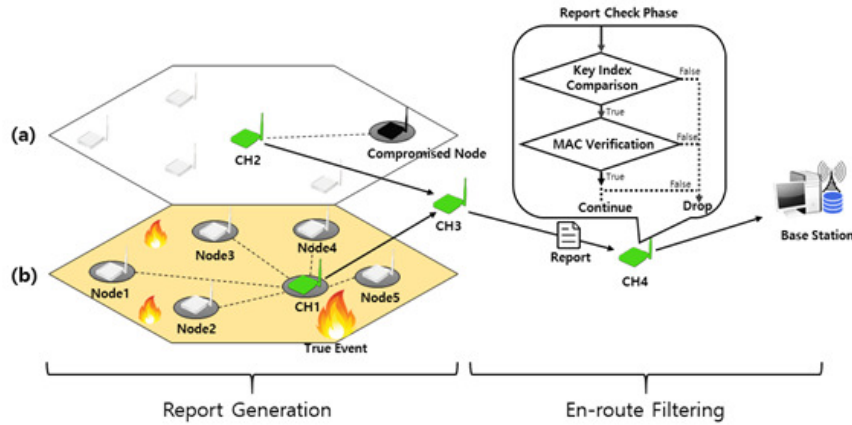 Report Check Phase
Key Index
Comparison
False
True
MAC Verification
False
True
False
Continue
Drop
(a)
CH2
Compromised Node
CH3
Report
CH4
Base Station
(b)
Node1
Node2
Node3
Node4
Node5
CH1
True Event
Report Generation
En-route Filtering